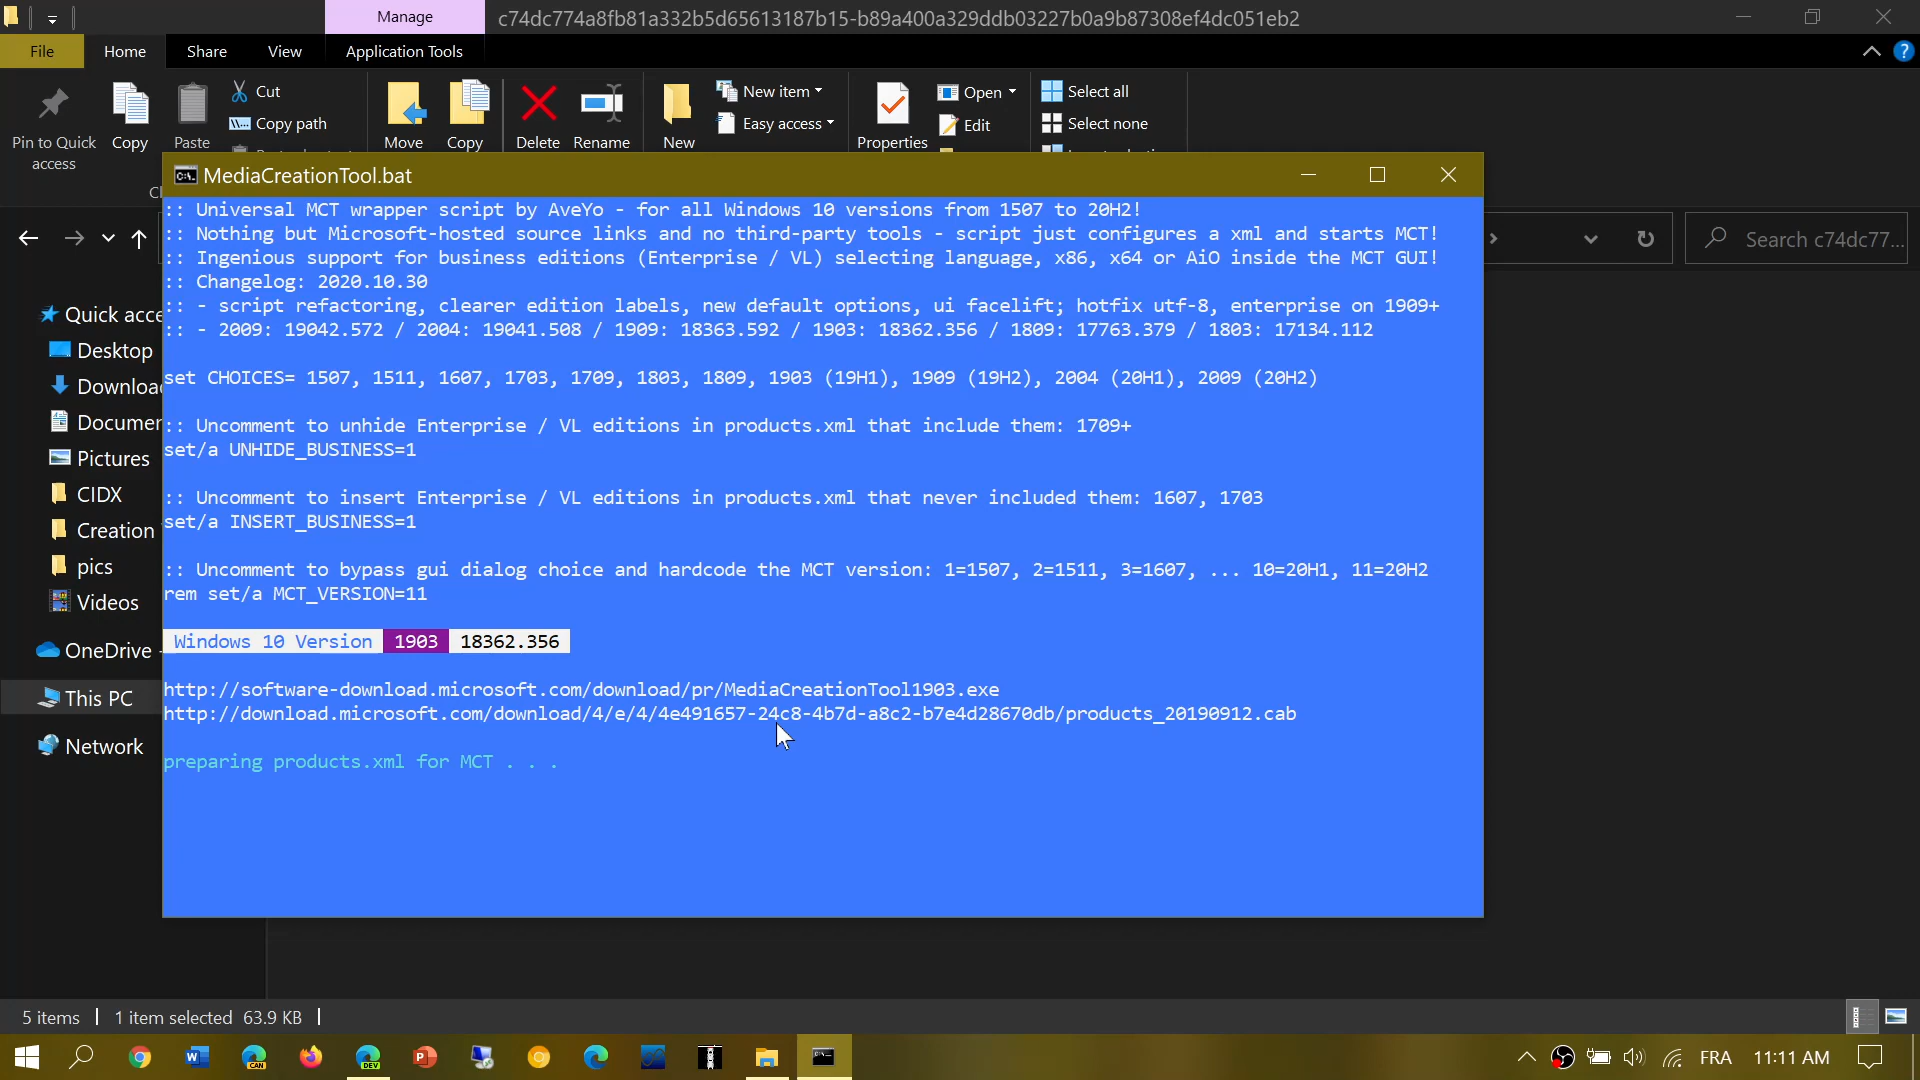 Manage
c74dc774a8fb81a332b5d65613187b15-b89a400a329ddb03227b0a9b87308ef4dc051eb2
File
Home
Share
View
Application Tools
Pin to Quick access
Copy
Paste
Cut
Copy path
Move
Copy
Delete
Rename
New
New item
Easy access
Properties
Open
Edit
Select all
Select none
MediaCreationTool.bat
Search c74dc77...
:: Universal MCT wrapper script by AveYo - for all Windows 10 versions from 1507 to 20H2!
:: Nothing but Microsoft-hosted source links and no third-party tools - script just configures a xml and starts MCT!
:: Ingenious support for business editions (Enterprise / VL) selecting language, x86, x64 or AiO inside the MCT GUI!
:: Changelog: 2020.10.30
:: - script refactoring, clearer edition labels, new default options, ui facelift; hotfix utf-8, enterprise on 1909+
:: - 2009: 19042.572 / 2004: 19041.508 / 1909: 18363.592 / 1903: 18362.356 / 1809: 17763.379 / 1803: 17134.112
set CHOICES= 1507, 1511, 1607, 1703, 1709, 1803, 1809, 1903 (19H1), 1909 (19H2), 2004 (20H1), 2009 (20H2)
:: Uncomment to unhide Enterprise / VL editions in products.xml that include them: 1709+
set/a UNHIDE_BUSINESS=1
:: Uncomment to insert Enterprise / VL editions in products.xml that never included them: 1607, 1703
set/a INSERT_BUSINESS=1
:: Uncomment to bypass gui dialog choice and hardcode the MCT version: 1=1507, 2=1511, 3=1607, ... 10=20H1, 11=20H2
rem set/a MCT_VERSION=11
Windows 10 Version 1903 18362.356
http://software-download.microsoft.com/download/pr/MediaCreationTool1903.exe
http://download.microsoft.com/download/4/e/4/4e491657-24c8-4b7d-a8c2-b7e4d28670db/products_20190912.cab
preparing products.xml for MCT . . .
Quick acce
Desktop
Downloa
Documer
Pictures
CIDX
Creation
pics
Videos
OneDrive -
This PC
Network
5 items
1 item selected 63.9 KB
CAN
DEV
FRA
11:11 AM